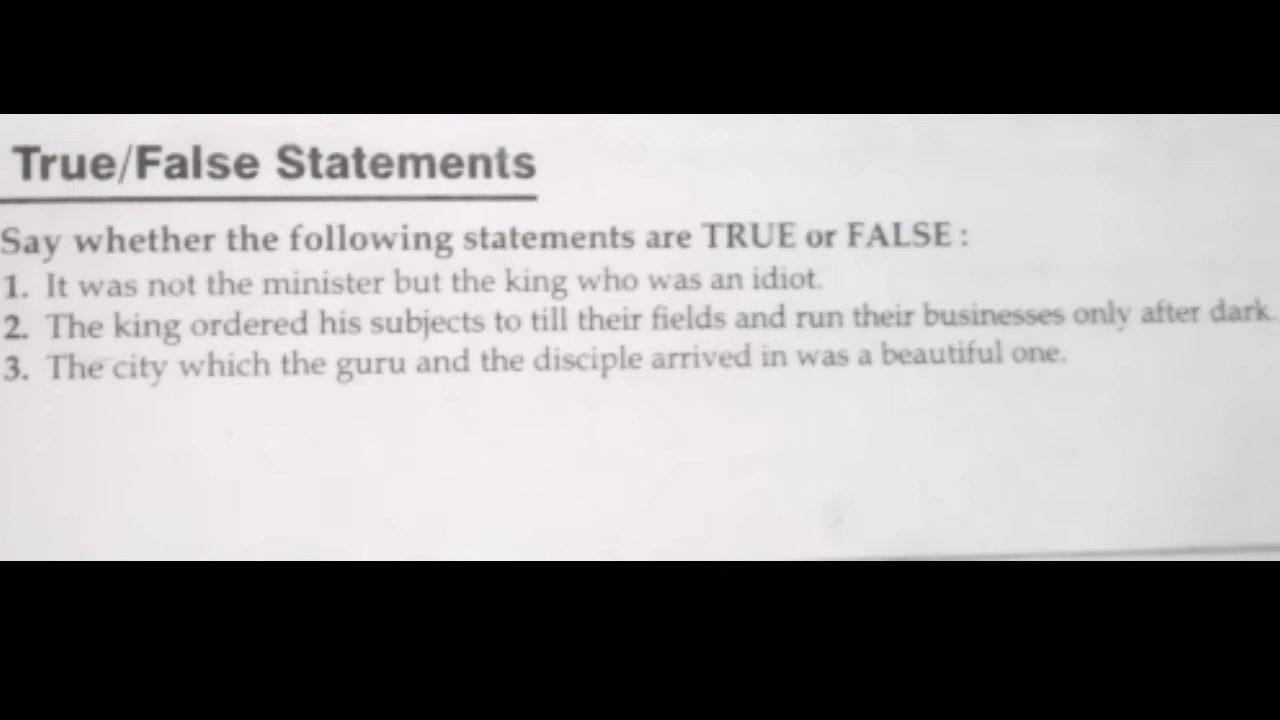 True/False Statements
Say whether the following statements are TRUE or FALSE :
1. It was not the minister but the king who was an idiot.
2. The king ordered his subjects to till their fields and run their businesses only after dark.
3. The city which the guru and the disciple arrived in was a beautiful one.